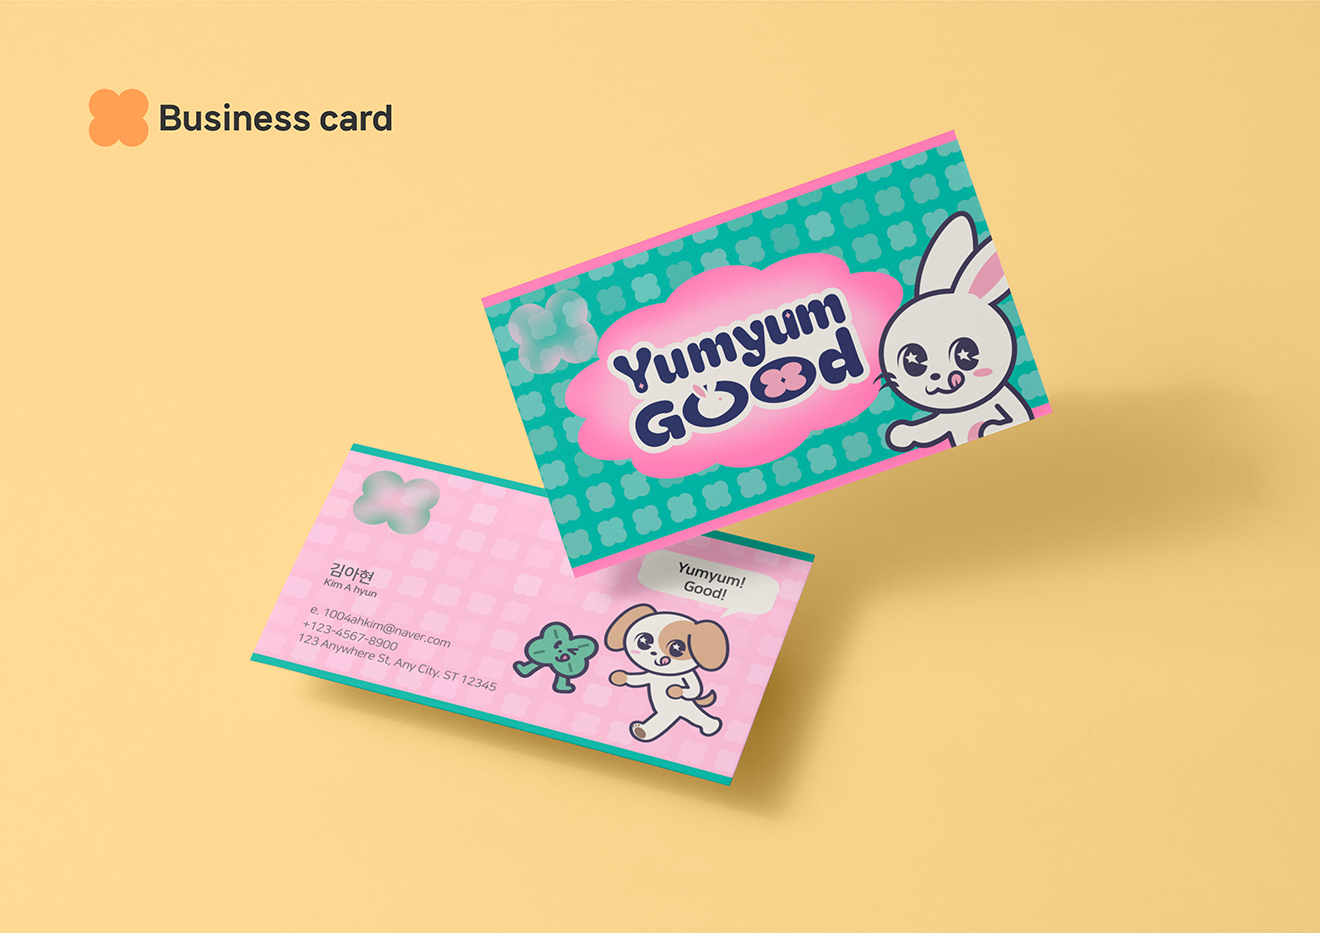 Business card
Yumyum
Good
김아현
Kim A hyun
e. 1004ahkim@naver.com
+123-4567-8900
123 Anywhere St, Any City, ST 12345
Yumyum!
Good!